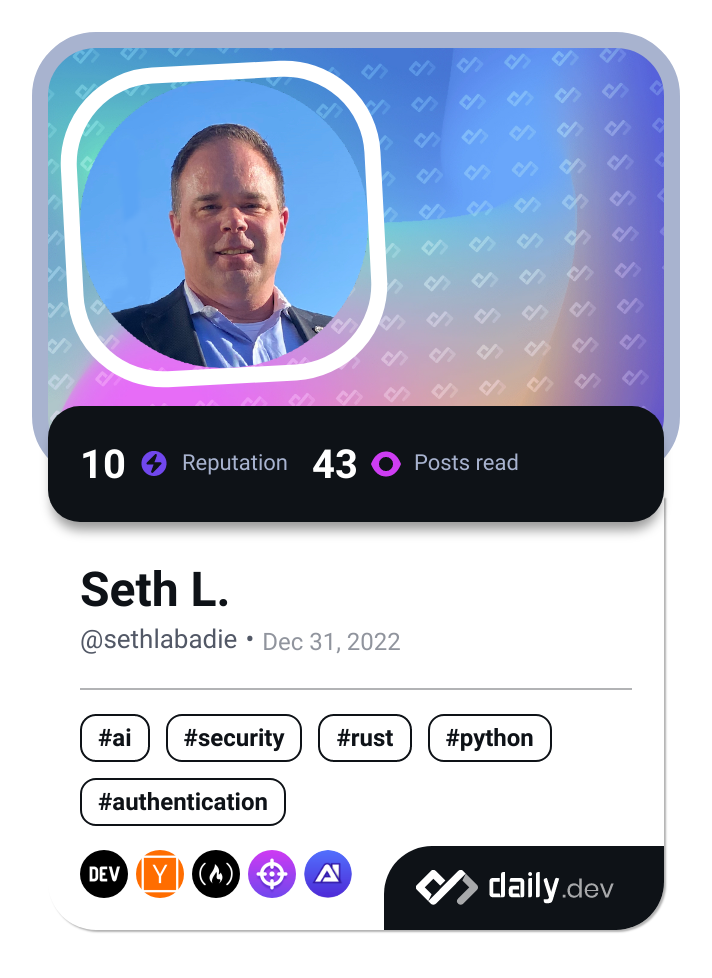 10 Reputation 43 Posts read
Seth L.
@sethlabadie • Dec 31, 2022
#ai #security #rust #python
#authentication
DEV Y
daily.dev